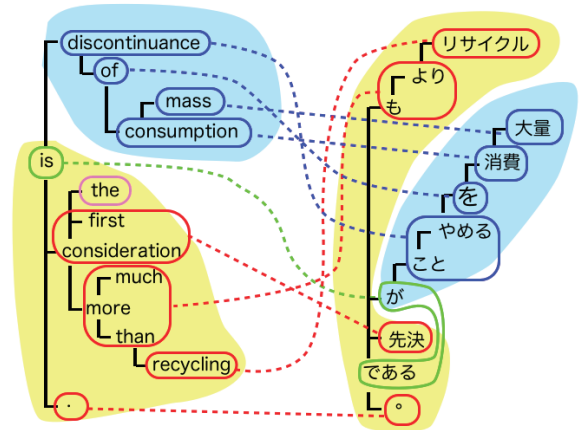 discontinuance
of
mass
consumption
is
the
first
consideration
much
more
than
recycling
.
リサイクル
より
も
大量
消費
を
やめる
こと
が
先決
である
。